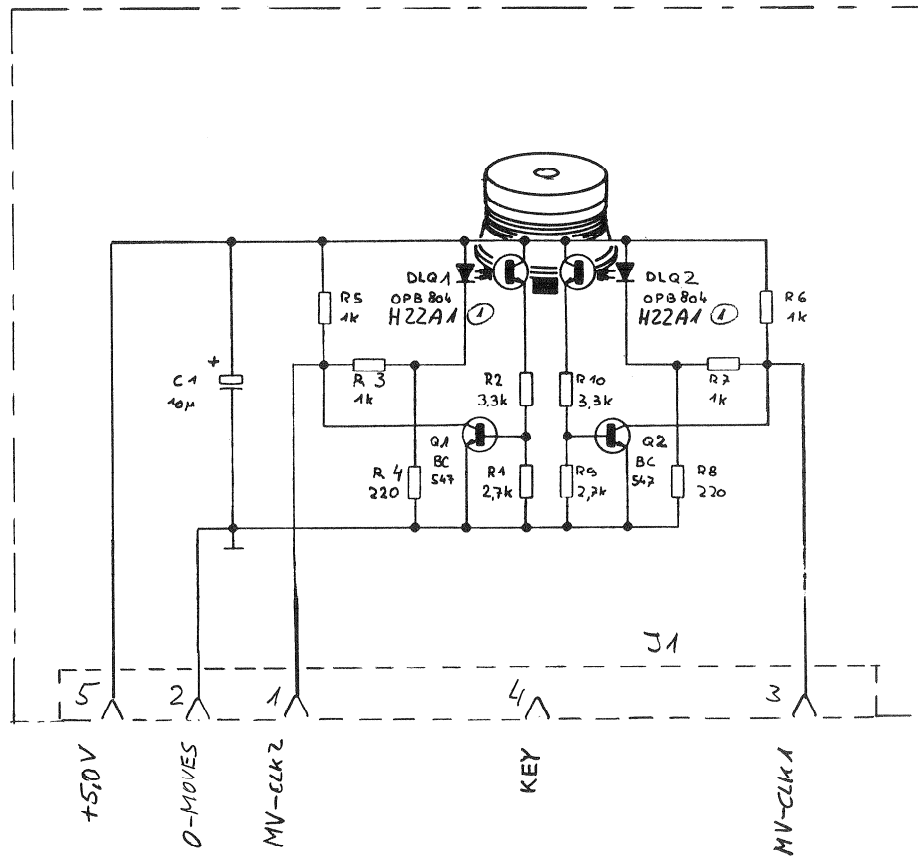 DLQ1
OPB 804
H22A1 1
DLQ2
OPB 804
H22A1 1
R5
1k
R6
1k
+
C1
10µ
R 3
1k
R2
3,3k
R10
3,3k
R7
1k
Q1
BC
547
Q2
BC
547
R 4
220
R1
2,7k
R9
2,7k
R8
220
J1
5
2
1
4
3
+5,0V
0-MOVES
MV-CLK2
KEY
MV-CLK1